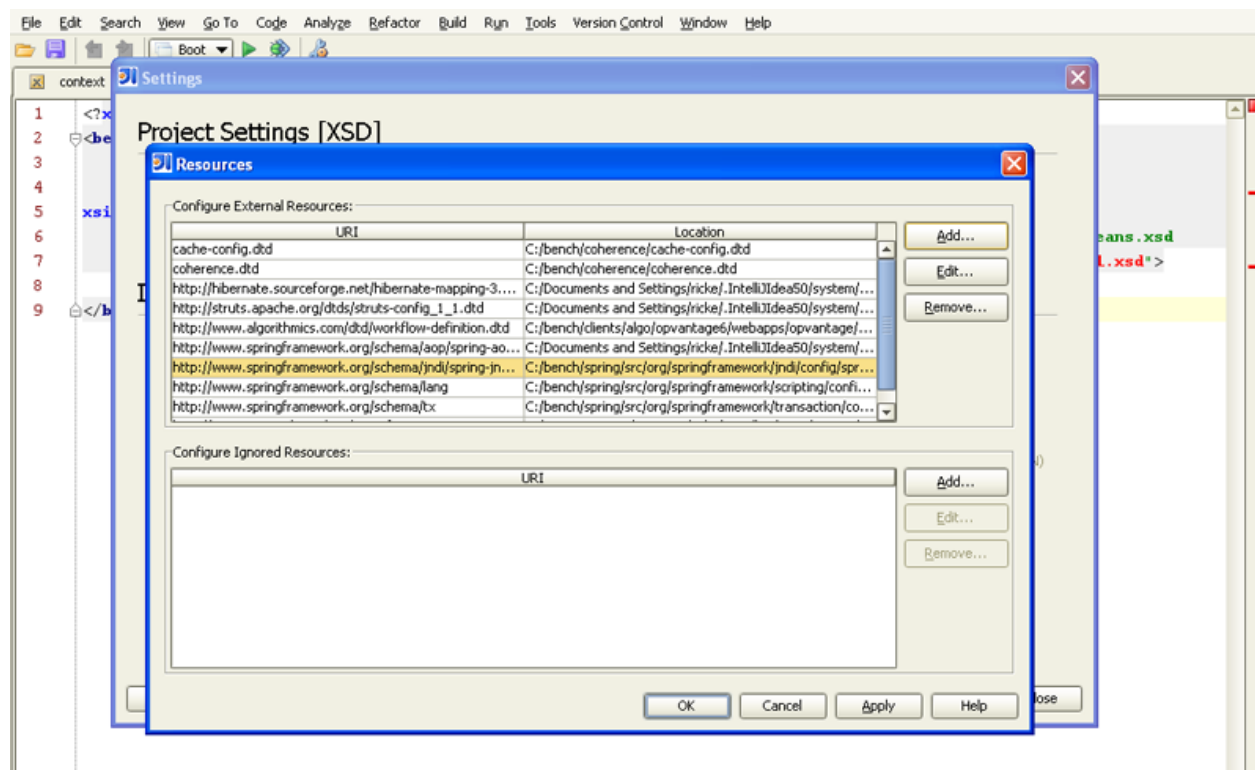 File Edit Search View Go To Code Analyze Refactor Build Run Tools Version Control Window Help
Boot
context
Settings
1 <?x
2 <be
Project Settings [XSD]
3
Resources
4
Configure External Resources:
5 xsi
URI Location
Add...
6 cache-config.dtd C:/bench/coherence/cache-config.dtd eans.xsd
7 coherence.dtd C:/bench/coherence/coherence.dtd Edit... l.xsd">
8 http://hibernate.sourceforge.net/hibernate-mapping-3.... C:/Documents and Settings/ricke/.IntelliJIdea50/system/...
9 </b http://struts.apache.org/dtds/struts-config_1_1.dtd C:/Documents and Settings/ricke/.IntelliJIdea50/system/... Remove...
http://www.algorithmics.com/dtd/workflow-definition.dtd C:/bench/clients/algo/opvantage6/webapps/opvantage/...
http://www.springframework.org/schema/aop/spring-ao... C:/Documents and Settings/ricke/.IntelliJIdea50/system/...
http://www.springframework.org/schema/jndi/spring-jn... C:/bench/spring/src/org/springframework/jndi/config/spr...
http://www.springframework.org/schema/lang C:/bench/spring/src/org/springframework/scripting/confi...
http://www.springframework.org/schema/tx C:/bench/spring/src/org/springframework/transaction/co...
Configure Ignored Resources:
URI
Add...
Edit...
Remove...
OK Cancel Apply Help lose